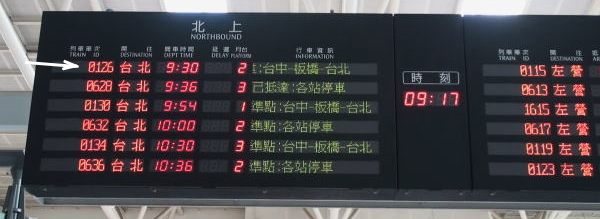 北上
NORTHBOUND
列車車次 開往 開車時間 延遲 月台 行車資訊
TRAIN ID DESTINATION DEPT TIME DELAY PLATFORM INFORMATION
0126 台北 9:30 2 :台中-板橋-台北
0628 台北 9:36 3 已抵達:各站停車
0130 台北 9:54 1 準點:台中-板橋-台北
0632 台北 10:00 2 準點:各站停車
0134 台北 10:30 3 準點:台中-板橋-台北
0636 台北 10:36 2 準點:各站停車
時刻
09:17
列車車次 開往
TRAIN ID DESTINATION
0115 左營
0613 左營
1615 左營
0617 左營
0119 左營
0123 左營